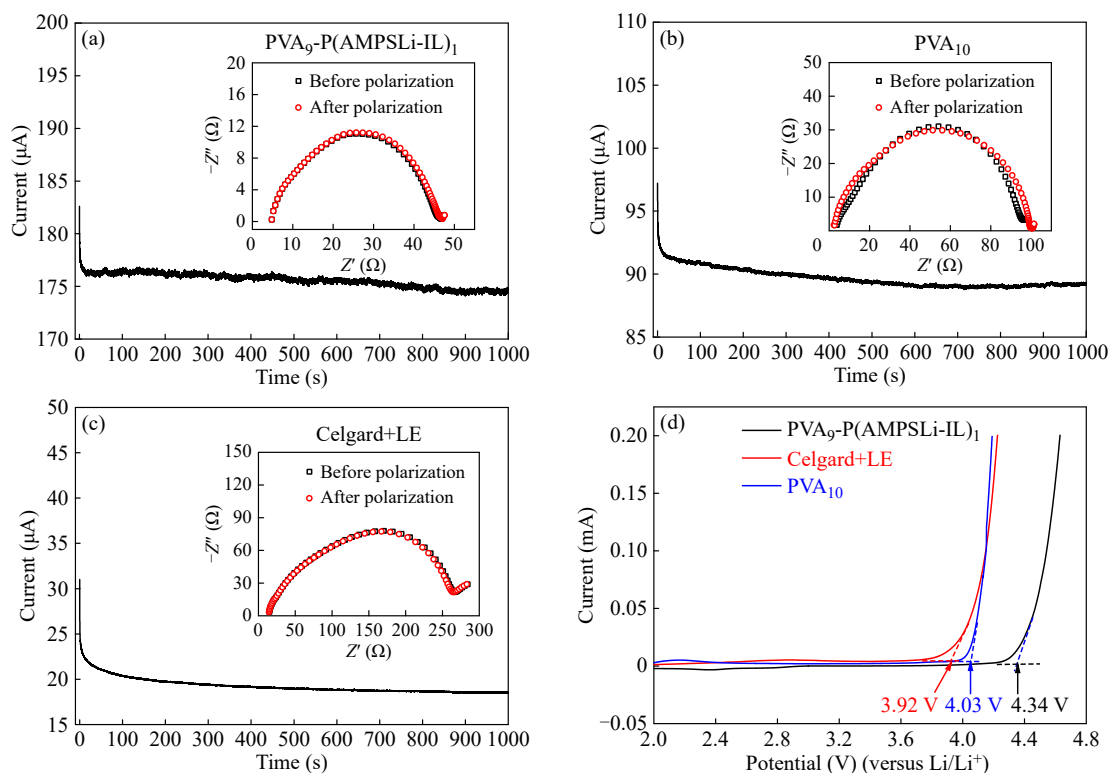 (a)
PVA₉-P(AMPSLi-IL)₁
Current (μA)
200
195
190
185
180
175
170
0 100 200 300 400 500 600 700 800 900 1000
Time (s)
−Z″ (Ω)
20
16
12
8
4
0
Before polarization
After polarization
0 10 20 30 40 50
Z′ (Ω)
(b)
PVA₁₀
Current (μA)
110
105
100
95
90
85
0 100 200 300 400 500 600 700 800 900 1000
Time (s)
−Z″ (Ω)
50
40
30
20
10
Before polarization
After polarization
0 20 40 60 80 100 120
Z′ (Ω)
(c)
Celgard+LE
Current (μA)
50
45
40
35
30
25
20
15
0 100 200 300 400 500 600 700 800 900 1000
Time (s)
−Z″ (Ω)
150
120
90
60
30
0
Before polarization
After polarization
0 50 100 150 200 250 300
Z′ (Ω)
(d)
PVA₉-P(AMPSLi-IL)₁
Celgard+LE
PVA₁₀
Current (mA)
0.20
0.15
0.10
0.05
0
−0.05
3.92 V 4.03 V 4.34 V
2.0 2.4 2.8 3.2 3.6 4.0 4.4 4.8
Potential (V) (versus Li/Li⁺)